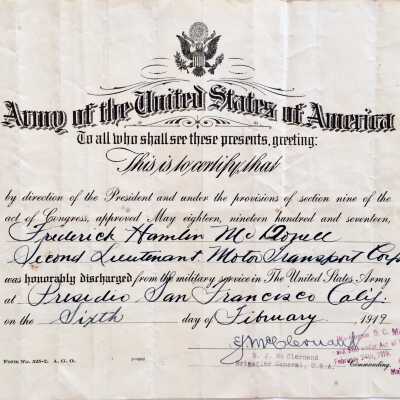 Army of the United States of America
To all who shall see these presents, greeting:
This is to certify, that
by direction of the President and under the provisions of section nine of the
act of Congress, approved May eighteen, nineteen hundred and seventeen,
Frederick Hamlin
Second Lieutenant Motor Transport Corps
was honorably discharged from the military service in The United States Army
at Presidio San Francisco Calif.
on the Sixth day of February 1919
E. J. McClernand
Brigadier General, U.S.A. Commanding.
Form No. 525-2, A. G. O.